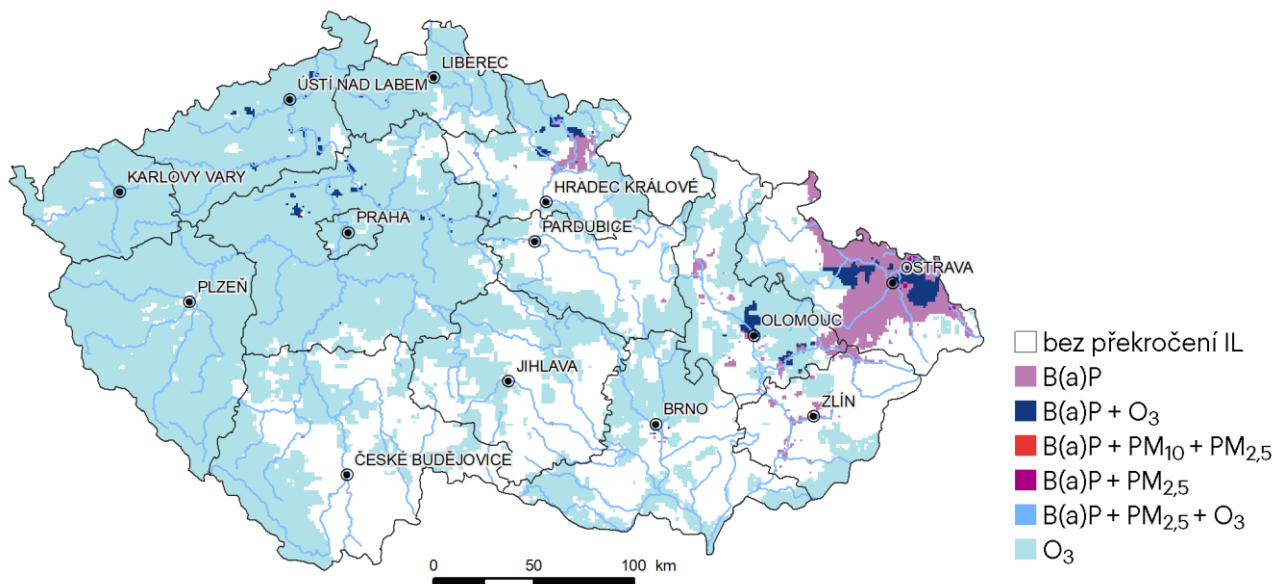 LIBEREC
ÚSTÍ NAD LABEM
KARLOVY VARY
HRADEC KRÁLOVÉ
PRAHA
PARDUBICE
OSTRAVA
PLZEŇ
OLOMOUC
JIHLAVA
ZLÍN
BRNO
ČESKÉ BUDĚJOVICE
0 50 100 km
bez překročení IL
B(a)P
B(a)P + O₃
B(a)P + PM₁₀ + PM₂,₅
B(a)P + PM₂,₅
B(a)P + PM₂,₅ + O₃
O₃